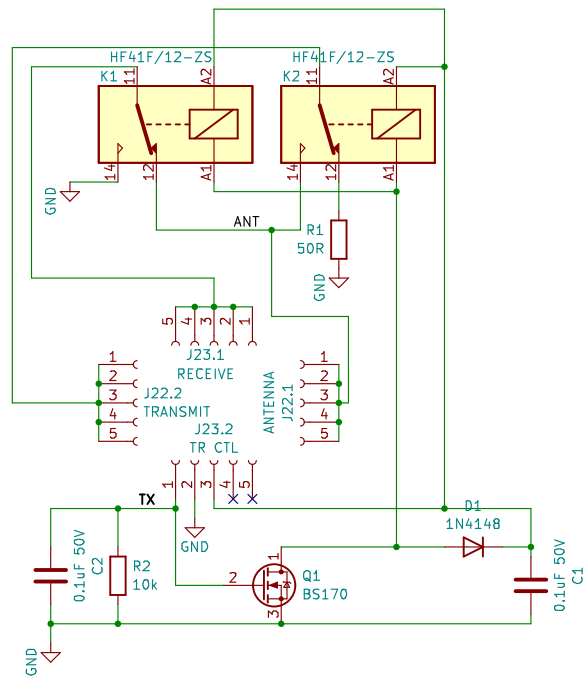 HF41F/12-ZS
HF41F/12-ZS
K1
11
A2
K2
11
A2
14
12
A1
14
12
A1
GND
ANT
R1
50R
GND
5
4
3
2
1
J23.1
RECEIVE
1
2
3
4
5
J22.2
TRANSMIT
ANTENNA
J22.1
1
2
3
4
5
J23.2
TR CTL
1
2
3
4
5
TX
GND
D1
1N4148
0.1uF 50V
C2
R2
10k
1
2
3
Q1
BS170
0.1uF 50V
C1
GND